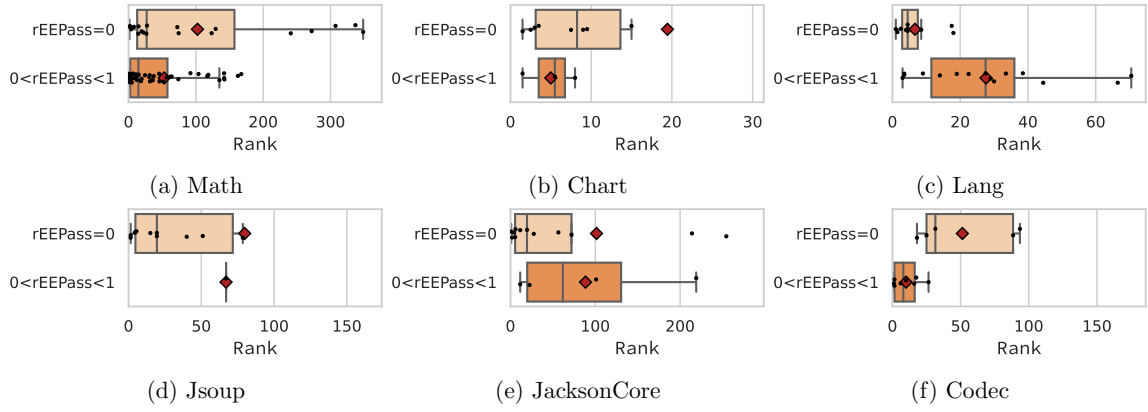 rEEPass=0
0<rEEPass<1
0 100 200 300
Rank
(a) Math
rEEPass=0
0<rEEPass<1
0 10 20 30
Rank
(b) Chart
rEEPass=0
0<rEEPass<1
0 20 40 60
Rank
(c) Lang
rEEPass=0
0<rEEPass<1
0 50 100 150
Rank
(d) Jsoup
rEEPass=0
0<rEEPass<1
0 100 200
Rank
(e) JacksonCore
rEEPass=0
0<rEEPass<1
0 50 100 150
Rank
(f) Codec